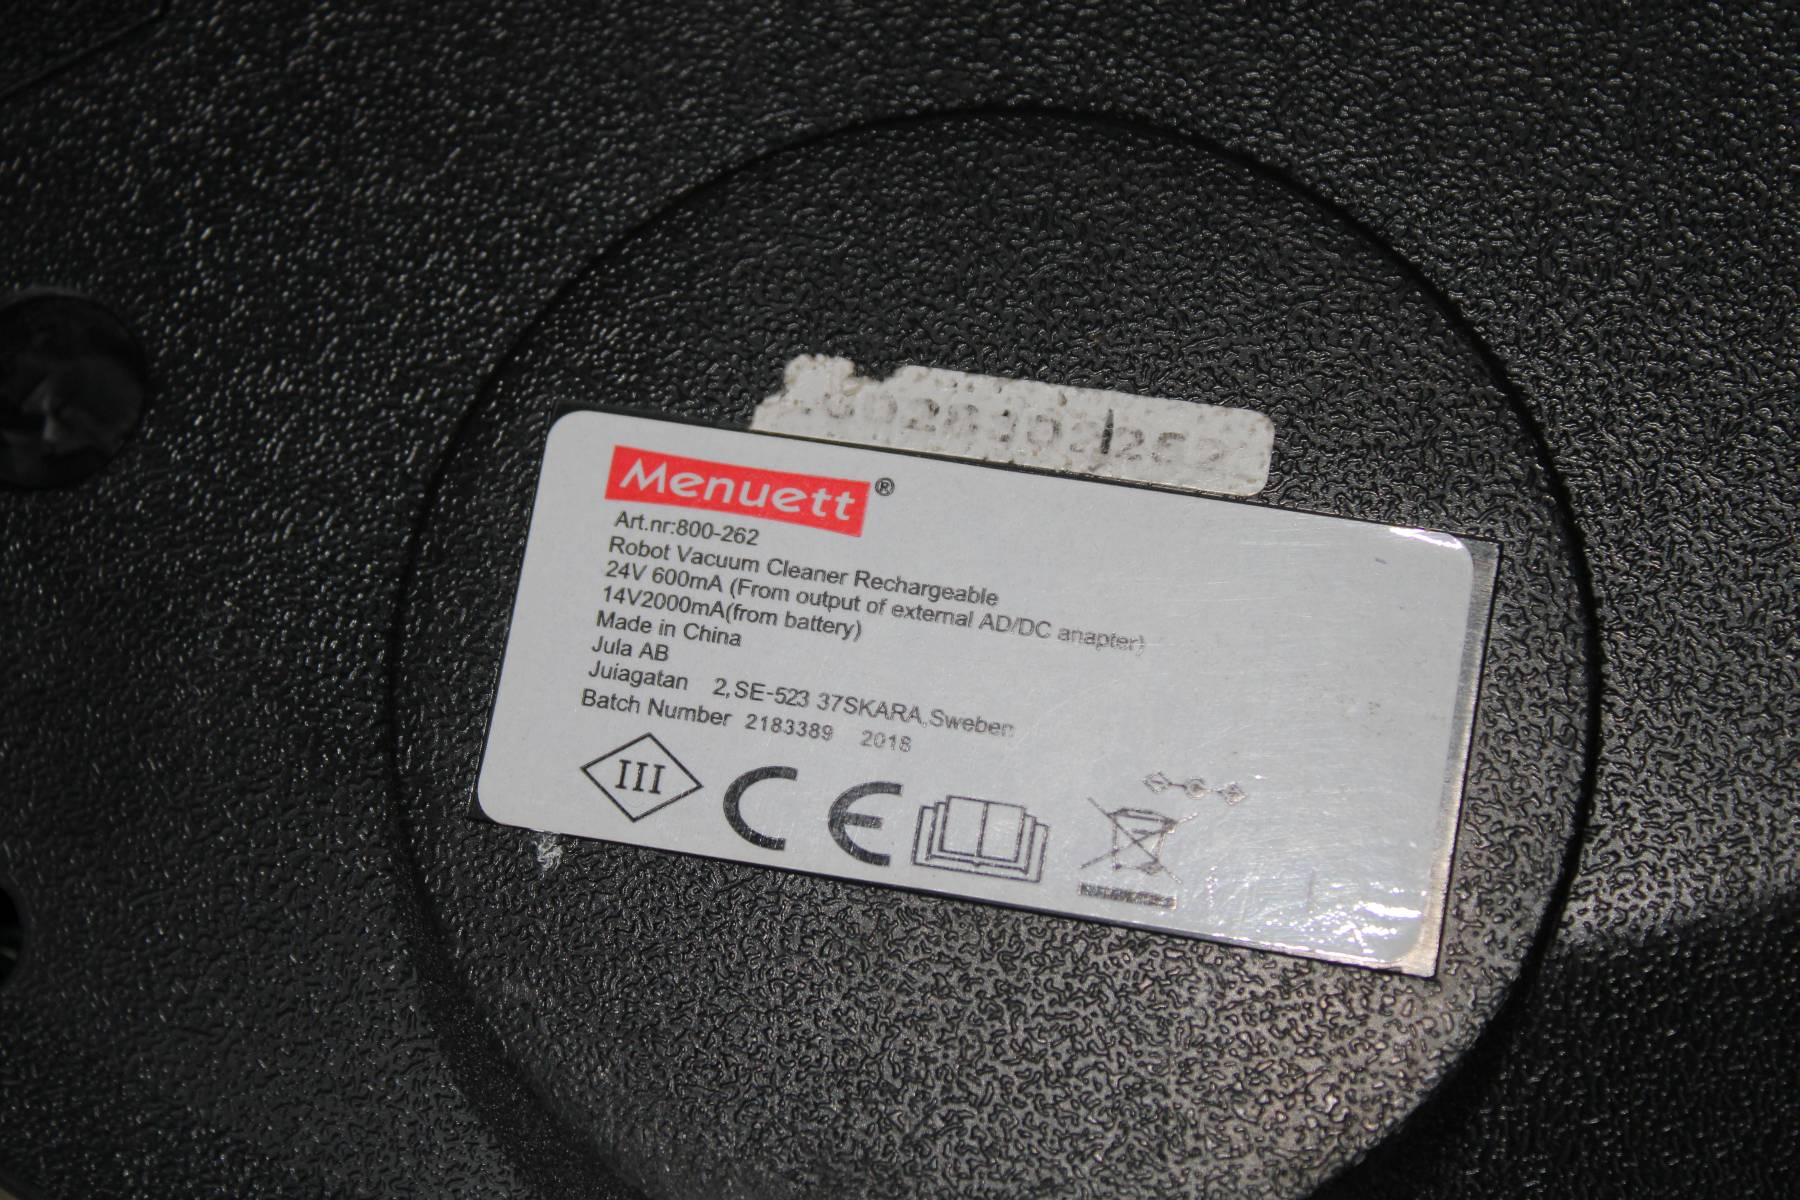 Menuett®
Art.nr:800-262
Robot Vacuum Cleaner Rechargeable
24V 600mA (From output of external AD/DC anapter)
14V2000mA(from battery)
Made in China
Jula AB
Juiagatan 2,SE-523 37SKARA,Sweben
Batch Number 2183389 2018
III
CE